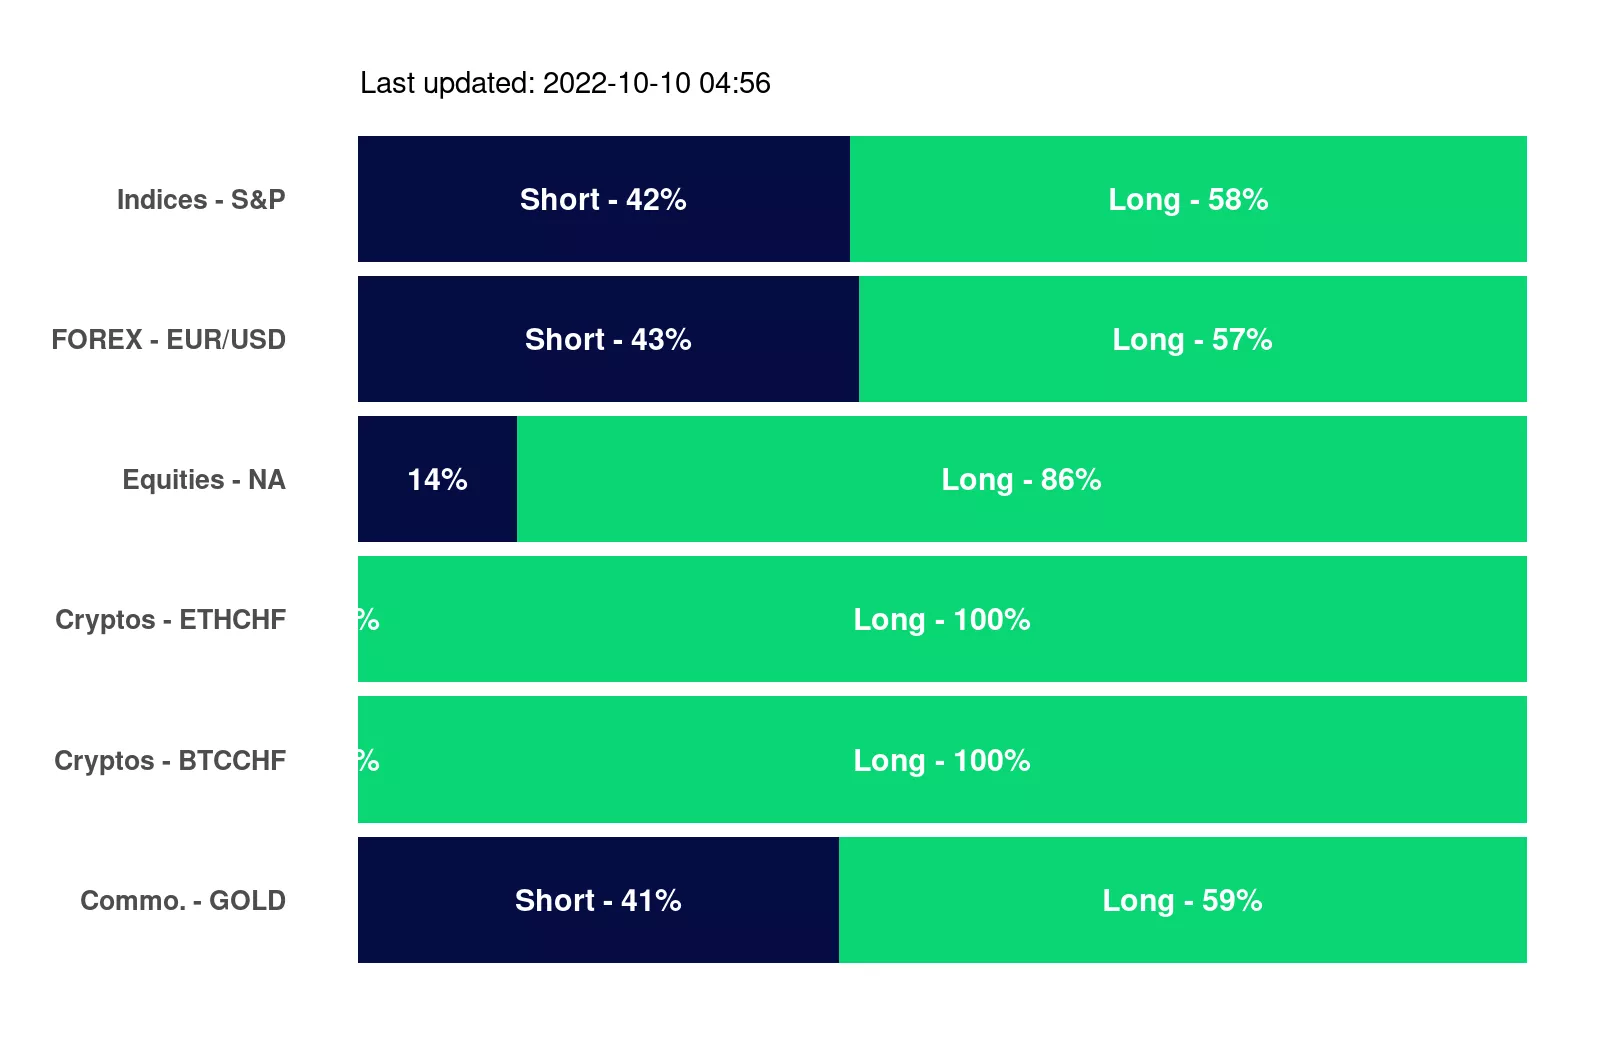 Last updated: 2022-10-10 04:56
Indices - S&P Short - 42% Long - 58%
FOREX - EUR/USD Short - 43% Long - 57%
Equities - NA 14% Long - 86%
Cryptos - ETHCHF % Long - 100%
Cryptos - BTCCHF % Long - 100%
Commo. - GOLD Short - 41% Long - 59%